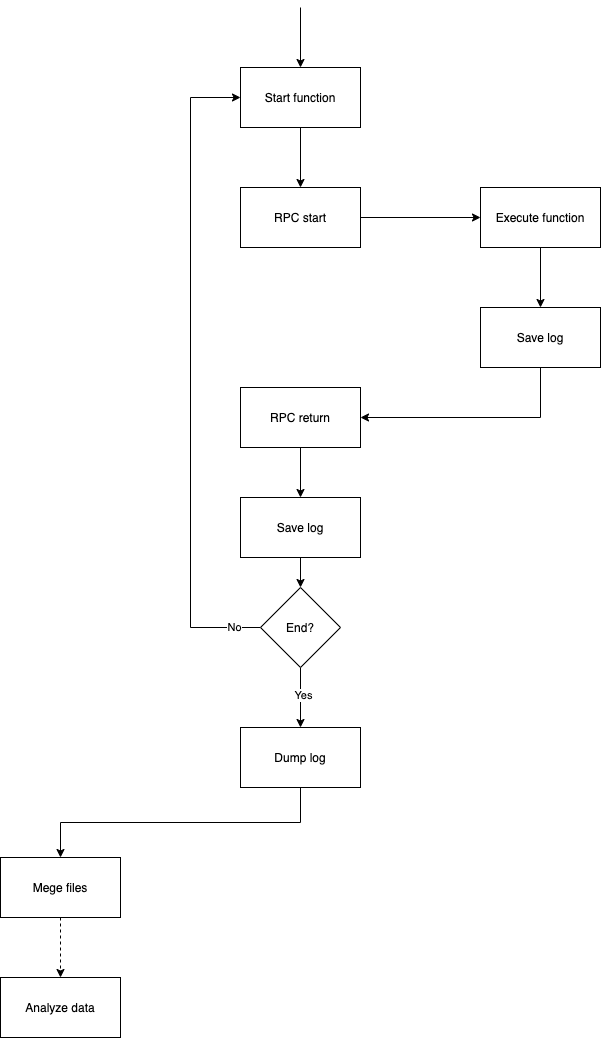 Start function
RPC start
Execute function
Save log
RPC return
Save log
End?
No
Yes
Dump log
Mege files
Analyze data